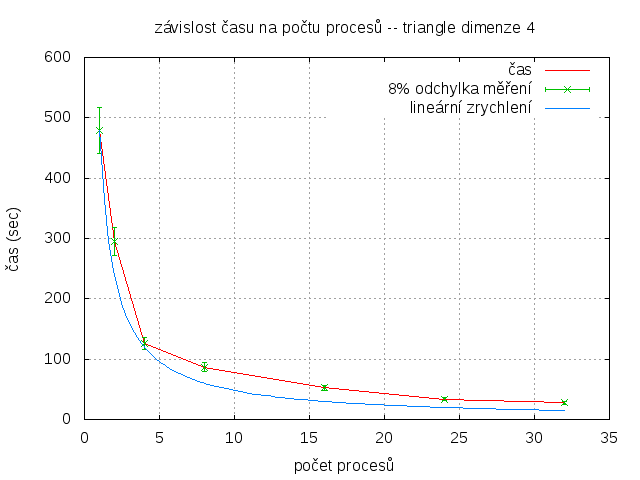 závislost času na počtu procesů -- triangle dimenze 4
600
500
400
300
200
100
0
čas (sec)
čas
8% odchylka měření
lineární zrychlení
0 5 10 15 20 25 30 35
počet procesů